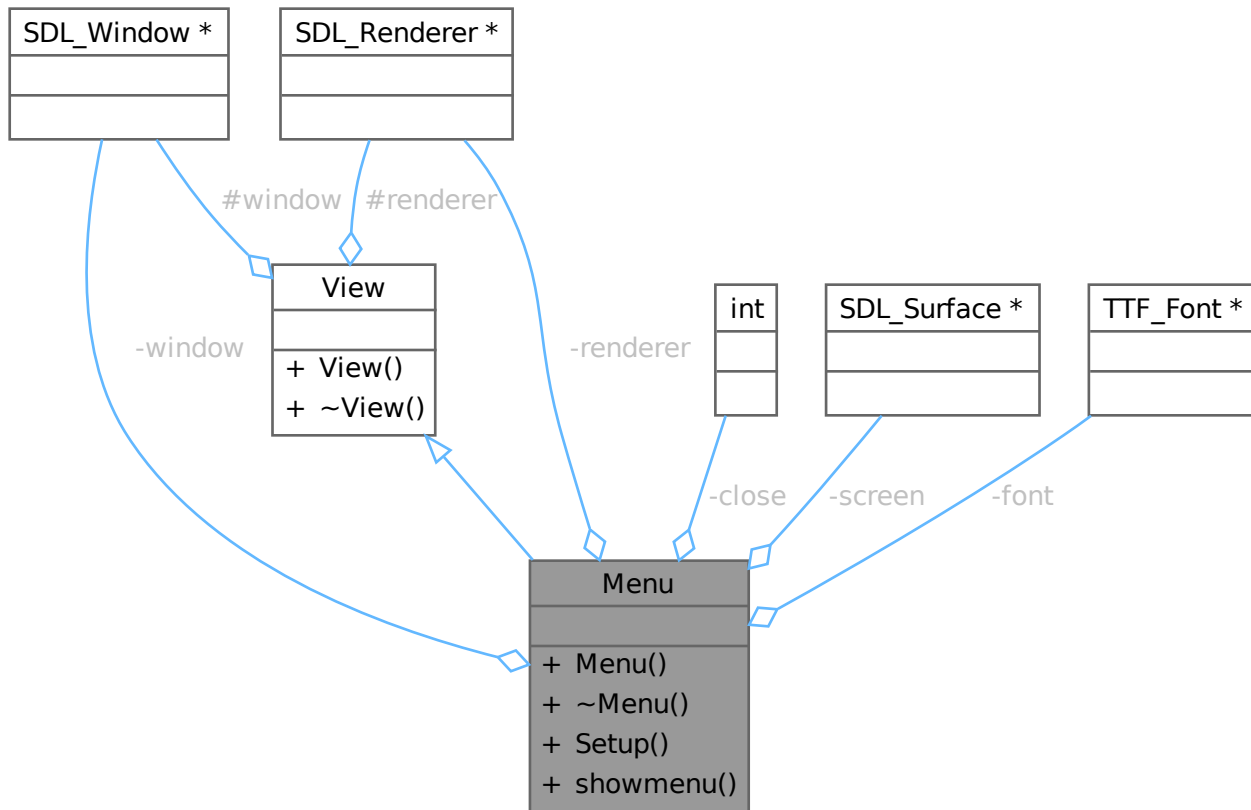 SDL_Window *
SDL_Renderer *
#window
#renderer
View
+ View()
+ ~View()
-window
-renderer
int
SDL_Surface *
TTF_Font *
-close
-screen
-font
Menu
+ Menu()
+ ~Menu()
+ Setup()
+ showmenu()